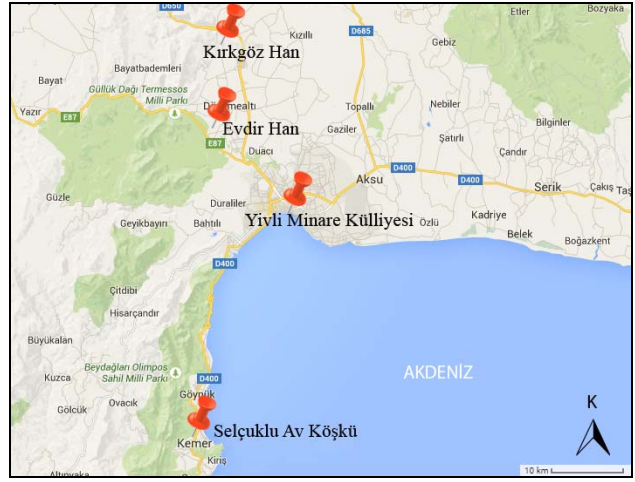 D650
Etler
Bozyaka
Kızıllı
D685
Kırkgöz Han
Gebiz
Bayatbademleri
Bayat
Güllük Dağı Termessos
Milli Parkı
Topallı
Nebiler
Yazır
E87
Evdir Han
Gaziler
Bilginler
E87
Şatırlı
Duacı
Çandır
D400
Aksu
D400
Serik
Çakış
Güzle
Duraliler
Yivli Minare Külliyesi
Özlü
Kadriye
Geyikbayırı
Bahtılı
Belek
Boğazkent
D400
Çitdibi
Hisarçandır
Büyükalan
Beydağları Olimpos
Sahil Milli Parkı
AKDENİZ
Kuzca
D400
Gölcük
Ovacık
Göynük
K
Selçuklu Av Köşkü
Kemer
Kiriş
10 km